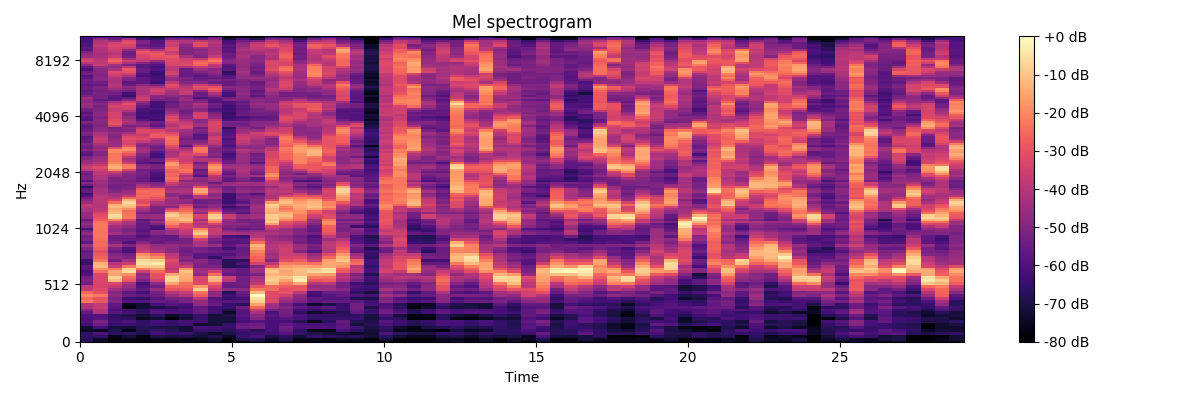 Mel spectrogram
8192
4096
2048
1024
512
0
Hz
0 5 10 15 20 25
Time
+0 dB
-10 dB
-20 dB
-30 dB
-40 dB
-50 dB
-60 dB
-70 dB
-80 dB